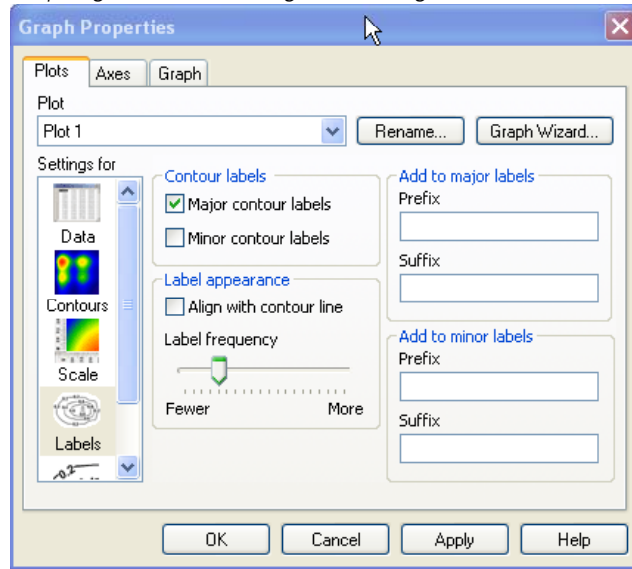 Graph Properties
Plots Axes Graph
Plot
Plot 1 Rename... Graph Wizard...
Settings for
Data
Contours
Scale
Labels
Contour labels
Major contour labels
Minor contour labels
Label appearance
Align with contour line
Label frequency
Fewer More
Add to major labels
Prefix
Suffix
Add to minor labels
Prefix
Suffix
OK Cancel Apply Help